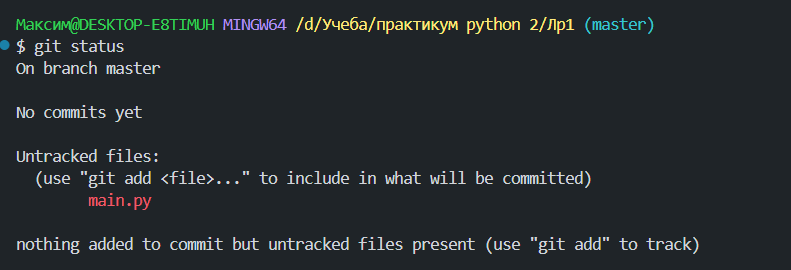 Максим@DESKTOP-E8TIMUH MINGW64 /d/Учеба/практикум python 2/Лр1 (master)
$ git status
On branch master
No commits yet
Untracked files:
(use "git add <file>..." to include in what will be committed)
main.py
nothing added to commit but untracked files present (use "git add" to track)